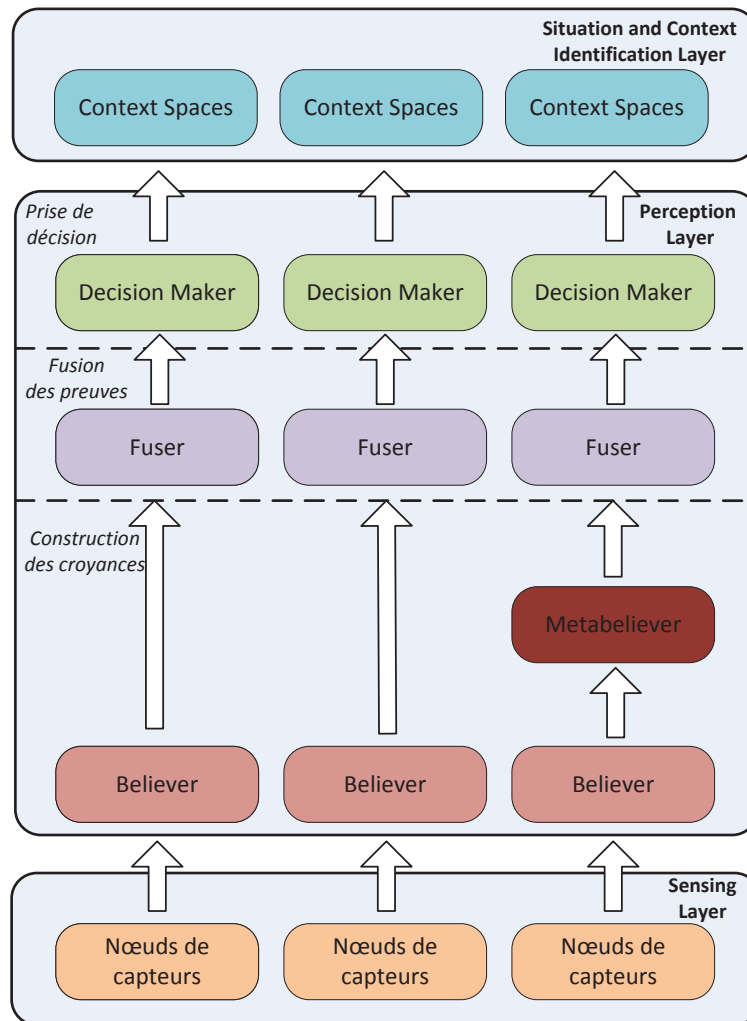 Situation and Context
Identification Layer
Context Spaces
Context Spaces
Context Spaces
Prise de
décision
Perception
Layer
Decision Maker
Decision Maker
Decision Maker
Fusion
des preuves
Fuser
Fuser
Fuser
Construction
des croyances
Metabeliever
Believer
Believer
Believer
Sensing
Layer
Nœuds de
capteurs
Nœuds de
capteurs
Nœuds de
capteurs